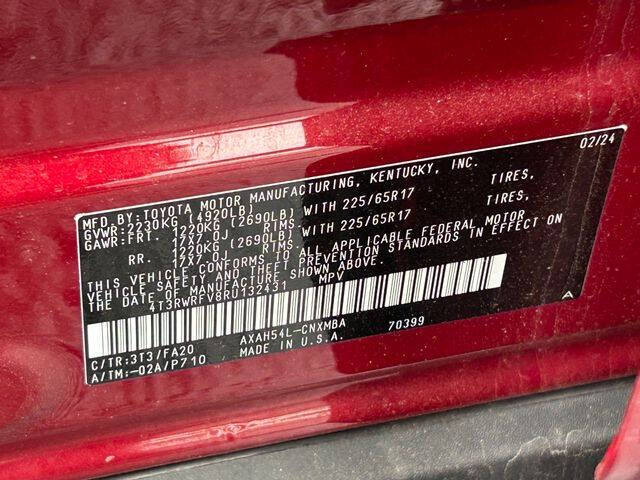 MFD. BY: TOYOTA MOTOR MANUFACTURING, KENTUCKY, INC. 02/24
GVWR: 2230KG (4920LB)
GAWR: FRT. 1220KG (2690LB) WITH 225/65R17 TIRES,
17X7.0J RIMS,
RR. 1220KG (2690LB) WITH 225/65R17 TIRES,
17X7.0J RIMS,
THIS VEHICLE CONFORMS TO ALL APPLICABLE FEDERAL MOTOR
VEHICLE SAFETY AND THEFT PREVENTION STANDARDS IN EFFECT ON
THE DATE OF MANUFACTURE SHOWN ABOVE.
4T3RWRFV8RU132431 MPV
A
C/TR: 3T3/FA20 AXAH54L-CNXMBA 70399
A/TM: -02A/P710 MADE IN U.S.A.